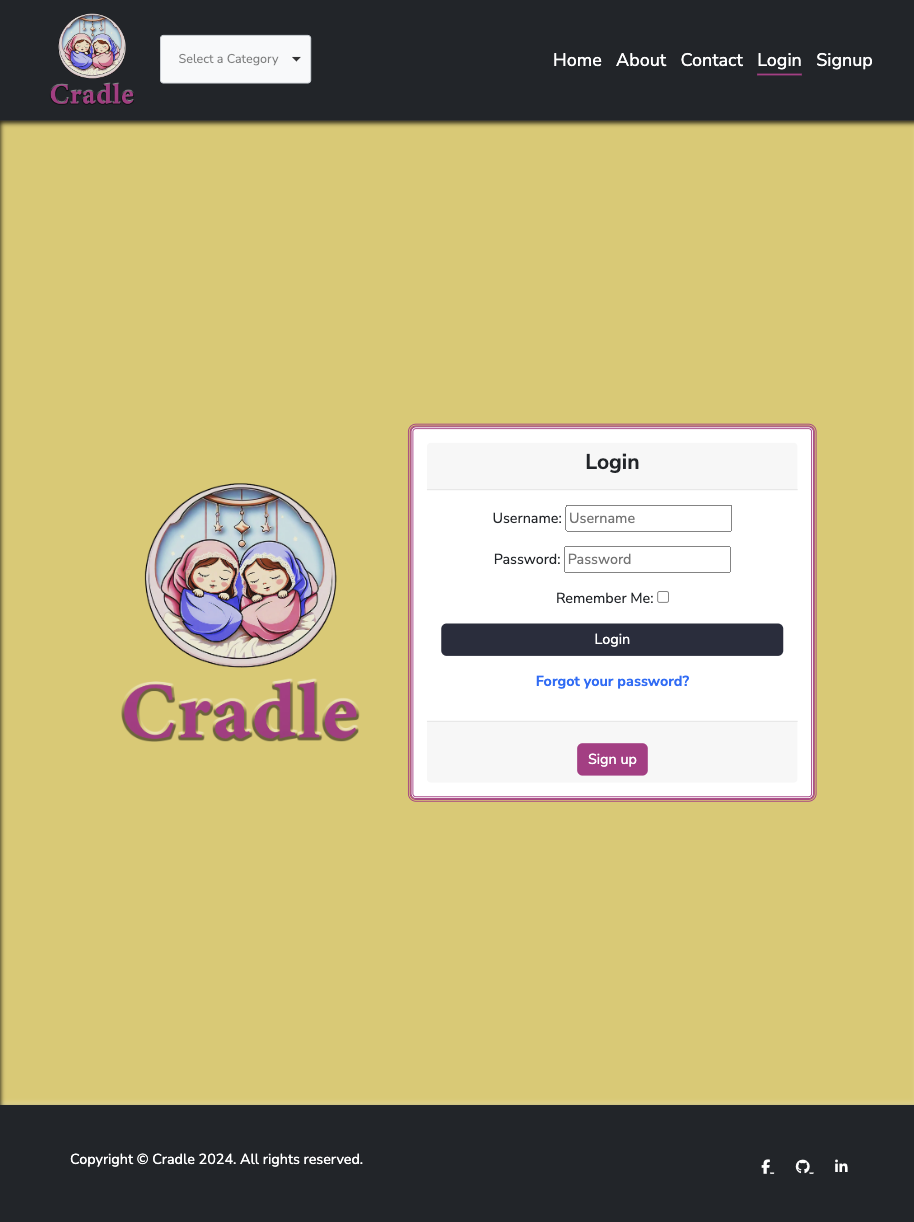 Cradle
Select a Category
Home About Contact Login Signup
Login
Username: Username
Password: Password
Remember Me:
Login
Forgot your password?
Sign up
Cradle
Copyright © Cradle 2024. All rights reserved.